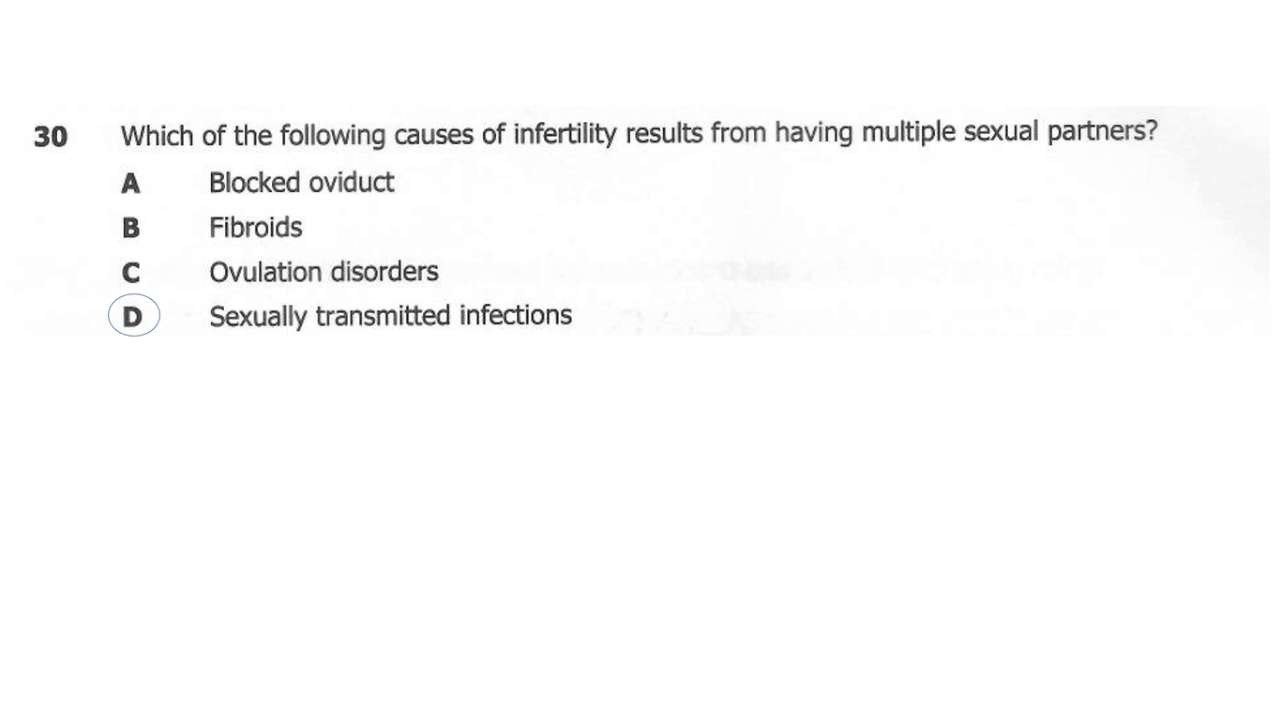 30 Which of the following causes of infertility results from having multiple sexual partners?
A Blocked oviduct
B Fibroids
C Ovulation disorders
D Sexually transmitted infections